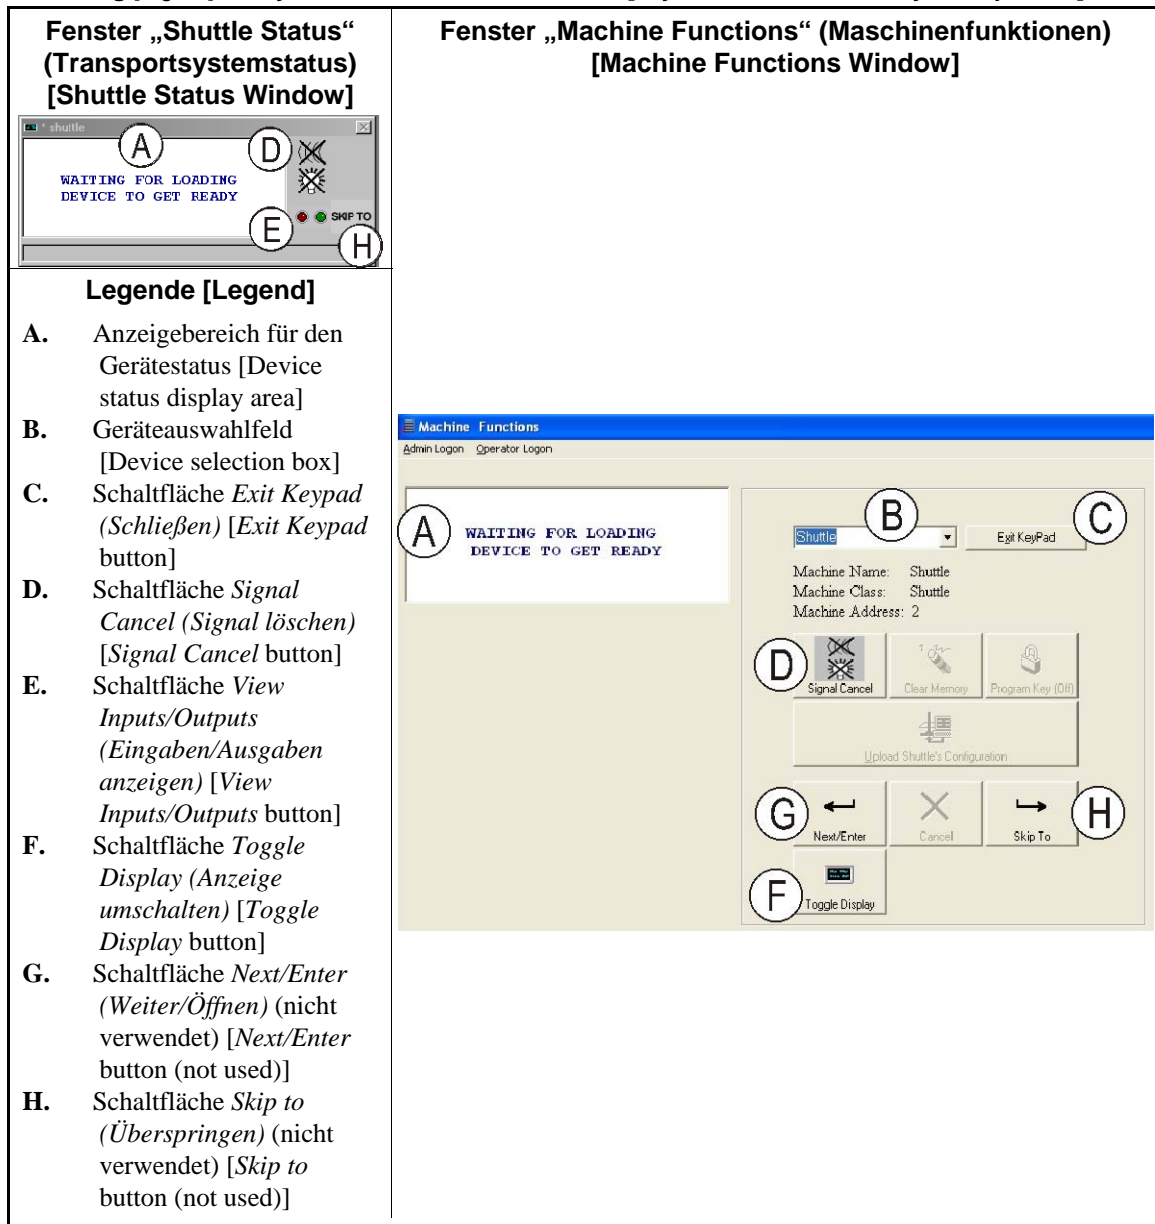 Fenster „Shuttle Status“
(Transportsystemstatus)
[Shuttle Status Window]
* shuttle
A
D
WAITING FOR LOADING
DEVICE TO GET READY
E
SKIP TO
H
Legende [Legend]
A. Anzeigebereich für den
Gerätestatus [Device
status display area]
B. Geräteauswahlfeld
[Device selection box]
C. Schaltfläche Exit Keypad
(Schließen) [Exit Keypad
button]
D. Schaltfläche Signal
Cancel (Signal löschen)
[Signal Cancel button]
E. Schaltfläche View
Inputs/Outputs
(Eingaben/Ausgaben
anzeigen) [View
Inputs/Outputs button]
F. Schaltfläche Toggle
Display (Anzeige
umschalten) [Toggle
Display button]
G. Schaltfläche Next/Enter
(Weiter/Öffnen) (nicht
verwendet) [Next/Enter
button (not used)]
H. Schaltfläche Skip to
(Überspringen) (nicht
verwendet) [Skip to
button (not used)]
Fenster „Machine Functions“ (Maschinenfunktionen)
[Machine Functions Window]
Machine Functions
Admin Logon Operator Logon
A
WAITING FOR LOADING
DEVICE TO GET READY
B
C
Shuttle
Exit KeyPad
Machine Name: Shuttle
Machine Class: Shuttle
Machine Address: 2
D
Signal Cancel
Clear Memory
Program Key (Off)
Upload Shuttle's Configuration
G
H
Next/Enter
Cancel
Skip To
F
Toggle Display